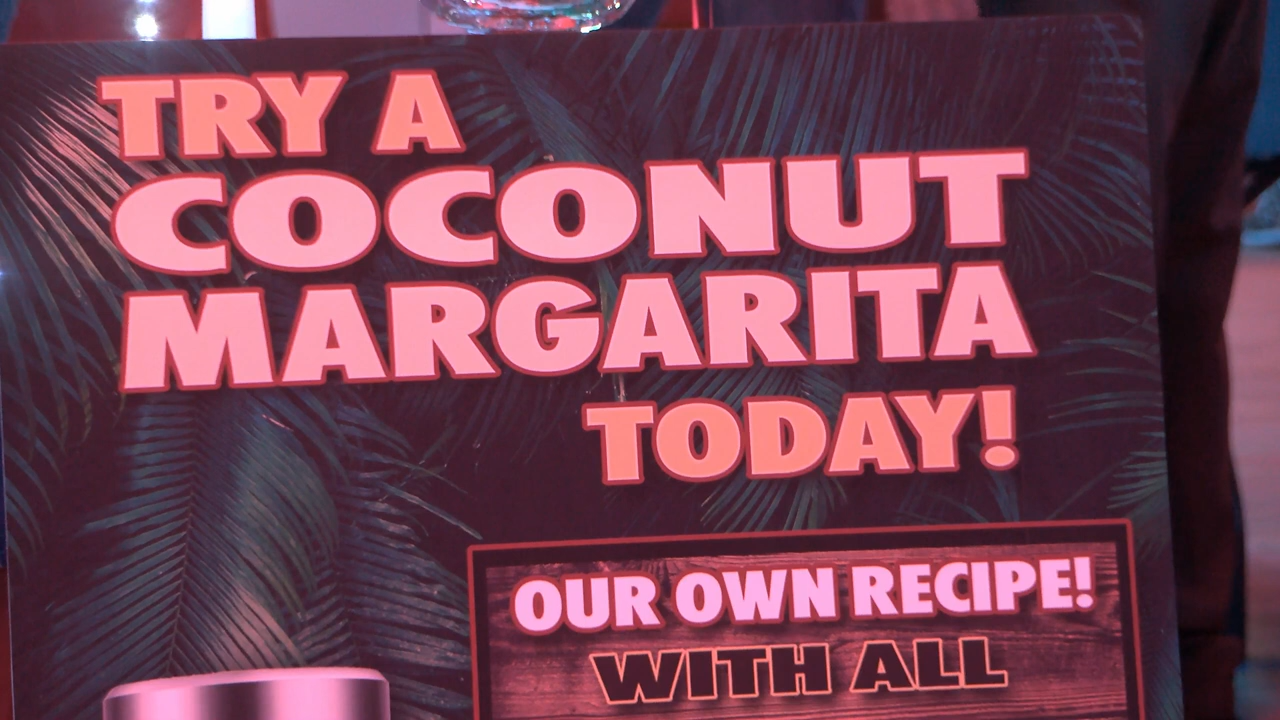 TRY A
COCONUT
MARGARITA
TODAY!
OUR OWN RECIPE!
WITH ALL